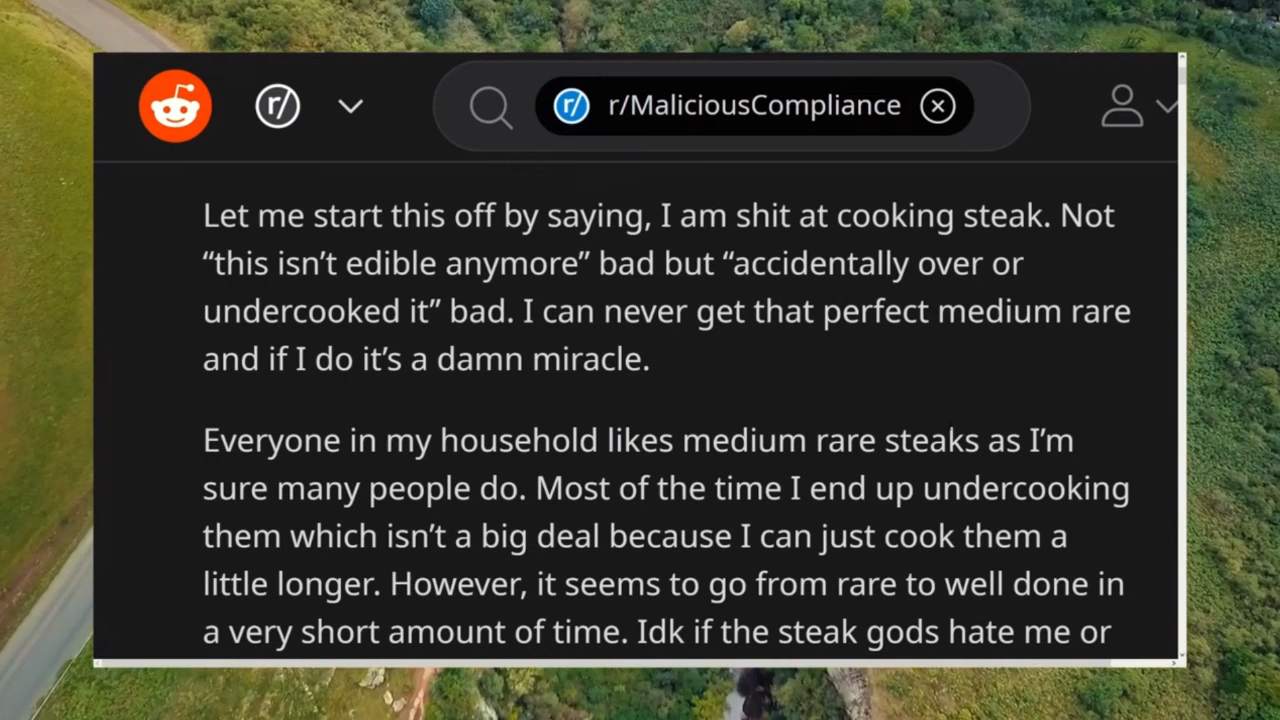 r/ r/ r/MaliciousCompliance
Let me start this off by saying, I am shit at cooking steak. Not
“this isn’t edible anymore” bad but “accidentally over or
undercooked it” bad. I can never get that perfect medium rare
and if I do it’s a damn miracle.
Everyone in my household likes medium rare steaks as I’m
sure many people do. Most of the time I end up undercooking
them which isn’t a big deal because I can just cook them a
little longer. However, it seems to go from rare to well done in
a very short amount of time. Idk if the steak gods hate me or